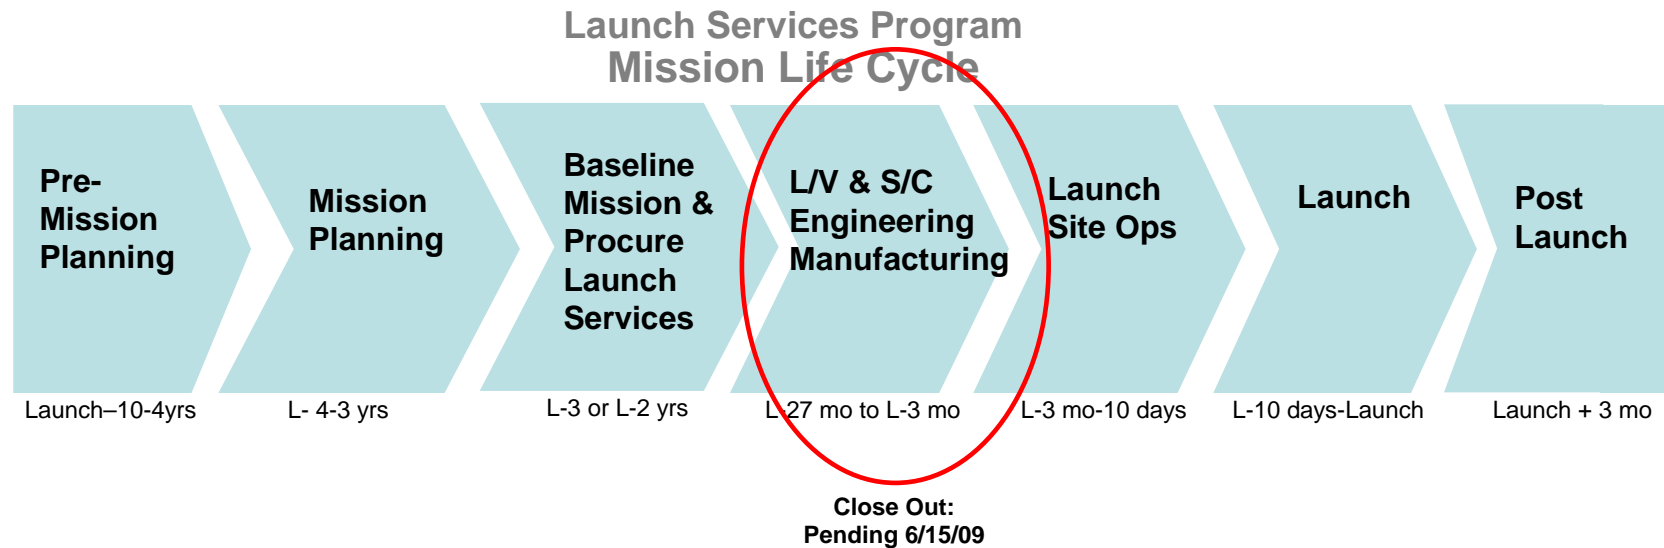 Launch Services Program
Mission Life Cycle
Pre-
Mission
Planning
Mission
Planning
Baseline
Mission &
Procure
Launch
Services
L/V & S/C
Engineering
Manufacturing
Launch
Site Ops
Launch
Post
Launch
Launch–10-4yrs
L- 4-3 yrs
L-3 or L-2 yrs
L-27 mo to L-3 mo
L-3 mo-10 days
L-10 days-Launch
Launch + 3 mo
Close Out:
Pending 6/15/09